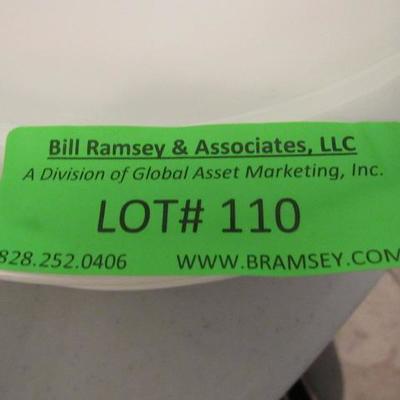 Bill Ramsey & Associates, LLC
A Division of Global Asset Marketing, Inc.
LOT# 110
828.252.0406 WWW.BRAMSEY.COM